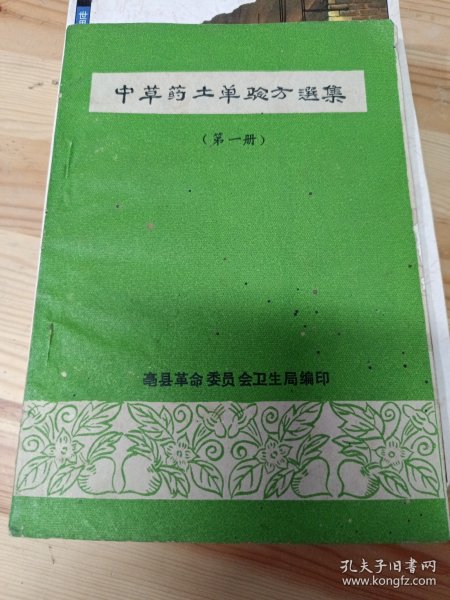 中草药土单验方選集
（第一册）
亳县革命委员会卫生局编印
孔夫子旧书网
www.kongfz.com